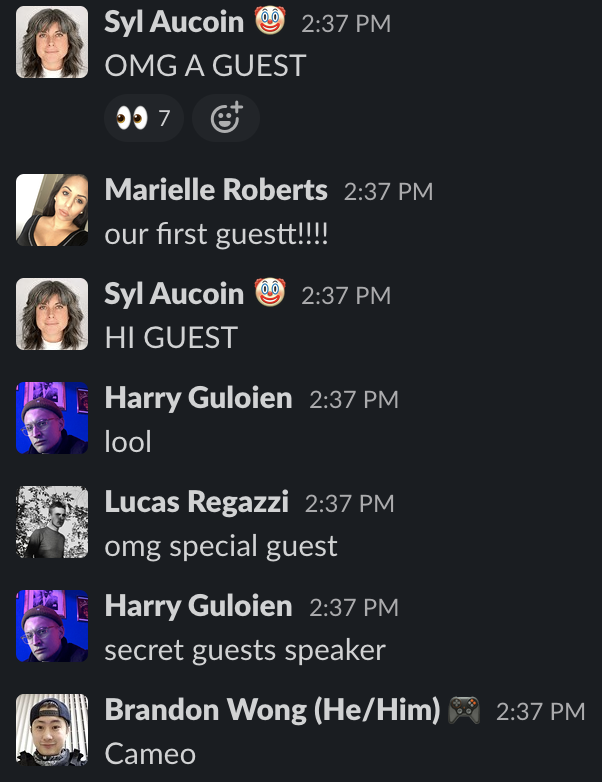 Syl Aucoin 🤡 2:37 PM
OMG A GUEST
👀 7
Marielle Roberts 2:37 PM
our first guestt!!!!
Syl Aucoin 🤡 2:37 PM
HI GUEST
Harry Guloien 2:37 PM
lool
Lucas Regazzi 2:37 PM
omg special guest
Harry Guloien 2:37 PM
secret guests speaker
Brandon Wong (He/Him) 🎮 2:37 PM
Cameo